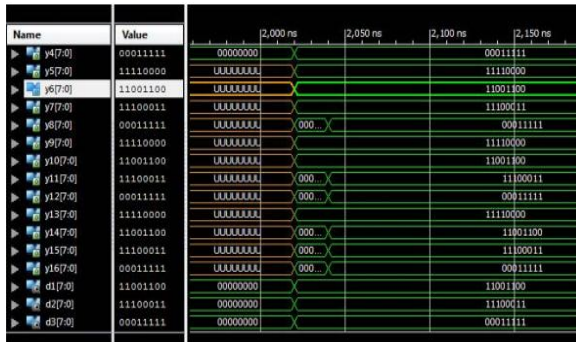 Name Value 2,000 ns 2,050 ns 2,100 ns 2,150 ns
y4[7:0] 00011111 00000000 00011111
y5[7:0] 11110000 UUUUUUUU 11110000
y6[7:0] 11001100 UUUUUUUU 11001100
y7[7:0] 11100011 UUUUUUUU 11100011
y8[7:0] 00011111 UUUUUUUU 000... 00011111
y9[7:0] 11110000 UUUUUUUU 11110000
y10[7:0] 11001100 UUUUUUUU 11001100
y11[7:0] 11100011 UUUUUUUU 000... 11100011
y12[7:0] 00011111 UUUUUUUU 000... 00011111
y13[7:0] 11110000 UUUUUUUU 11110000
y14[7:0] 11001100 UUUUUUUU 000... 11001100
y15[7:0] 11100011 UUUUUUUU 000... 11100011
y16[7:0] 00011111 UUUUUUUU 000... 00011111
d1[7:0] 11001100 00000000 11001100
d2[7:0] 11100011 00000000 11100011
d3[7:0] 00011111 00000000 00011111